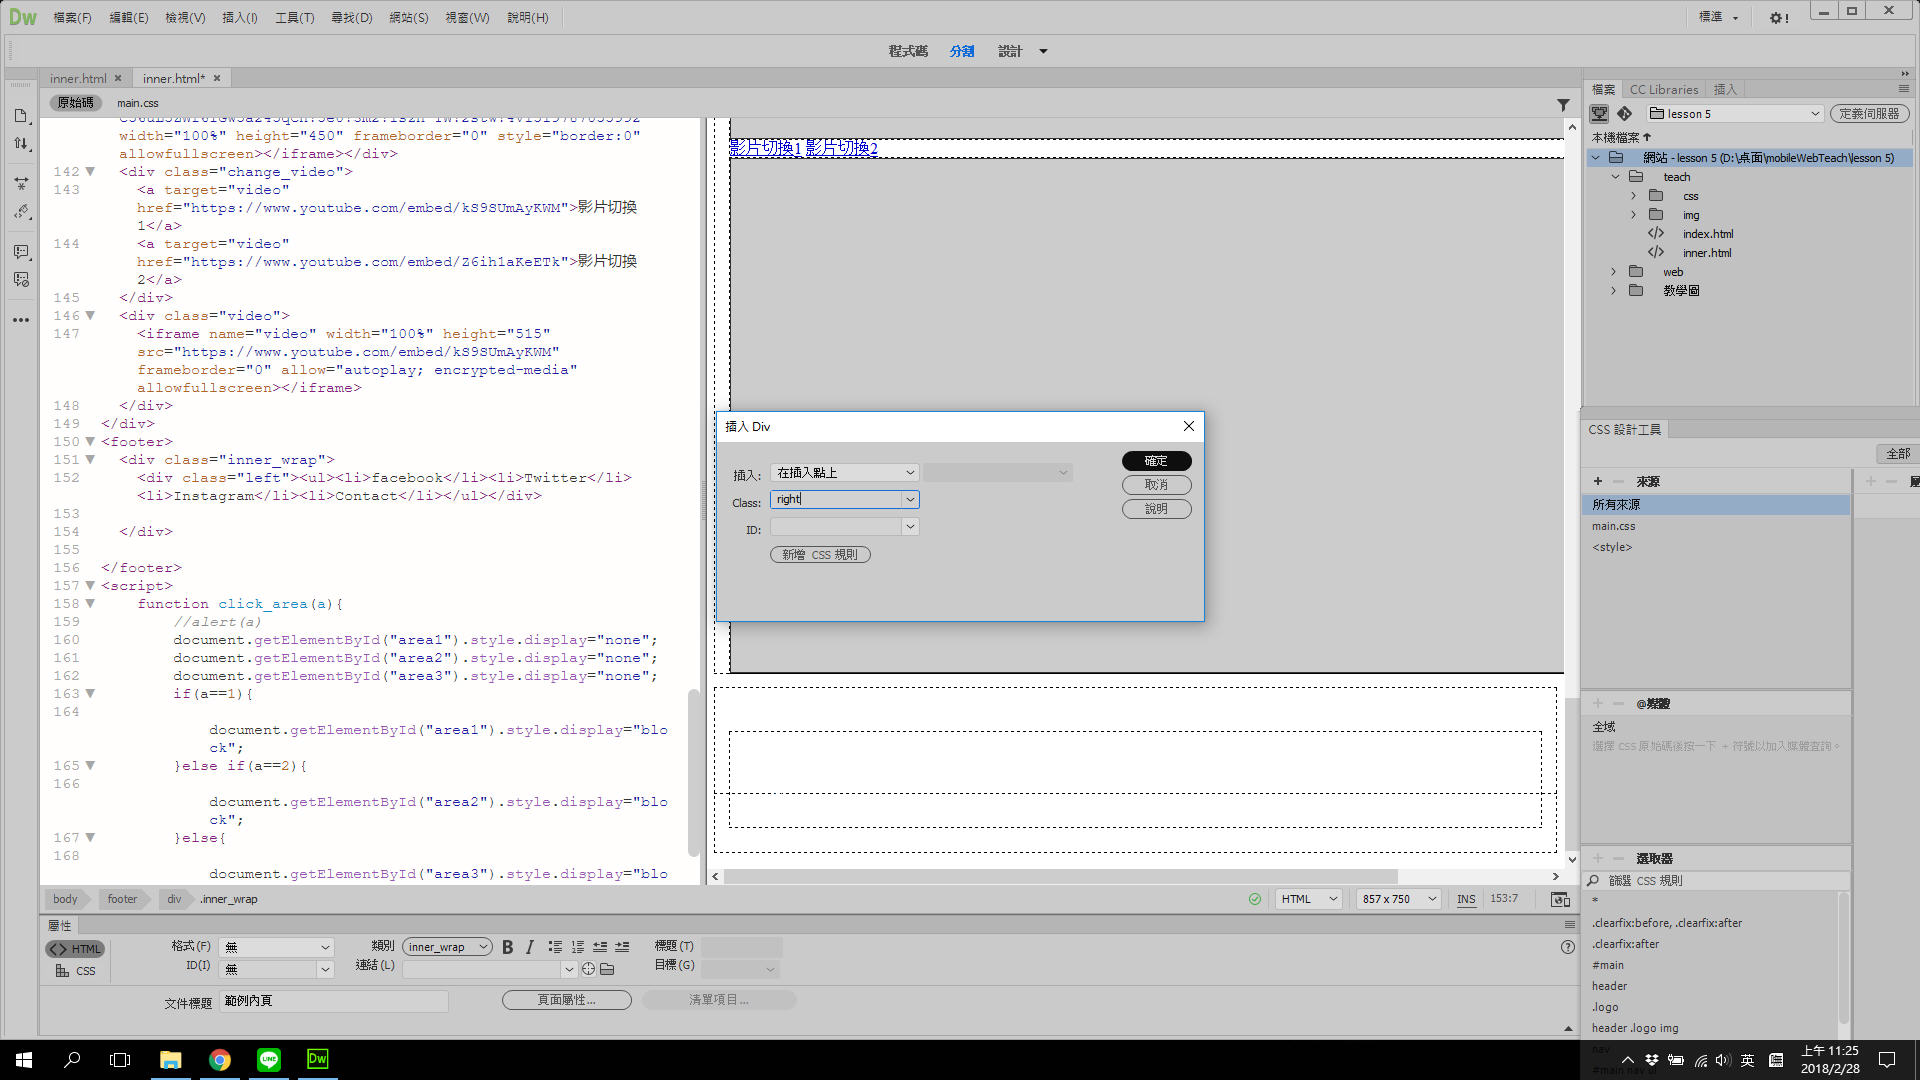 Dw 檔案(F) 編輯(E) 檢視(V) 插入(I) 工具(T) 尋找(D) 網站(S) 視窗(W) 說明(H) 標準
程式碼 分割 設計
inner.html inner.html*
原始碼 main.css
width="100%" height="450" frameborder="0" style="border:0"
allowfullscreen></iframe></div>
142 <div class="change_video">
143 <a target="video"
href="https://www.youtube.com/embed/kS9SUmAyKWM">影片切換
1</a>
144 <a target="video"
href="https://www.youtube.com/embed/Z6ih1aKeETk">影片切換
2</a>
145 </div>
146 <div class="video">
147 <iframe name="video" width="100%" height="515"
src="https://www.youtube.com/embed/kS9SUmAyKWM"
frameborder="0" allow="autoplay; encrypted-media"
allowfullscreen></iframe>
148 </div>
149 </div>
150 <footer>
151 <div class="inner_wrap">
152 <div class="left"><ul><li>facebook</li><li>Twitter</li>
<li>Instagram</li><li>Contact</li></ul></div>
153
154 </div>
155
156 </footer>
157 <script>
158 function click_area(a){
159 //alert(a)
160 document.getElementById("area1").style.display="none";
161 document.getElementById("area2").style.display="none";
162 document.getElementById("area3").style.display="none";
163 if(a==1){
164
document.getElementById("area1").style.display="blo
ck";
165 }else if(a==2){
166
document.getElementById("area2").style.display="blo
ck";
167 }else{
168
document.getElementById("area3").style.display="blo
影片切換1 影片切換2
插入 Div
插入: 在插入點上
Class: right
ID:
新增 CSS 規則
確定
取消
說明
body footer div .inner_wrap
HTML 857 x 750 INS 153:7
屬性
HTML
CSS
格式(F) 無
ID(I) 無
類別 inner_wrap B I
連結(L)
標題(T)
目標(G)
文件標題 範例內頁
頁面屬性... 清單項目...
檔案 CC Libraries 插入
lesson 5 定義伺服器
本機檔案
網站 - lesson 5 (D:\桌面\mobileWebTeach\lesson 5)
teach
css
img
index.html
inner.html
web
教學圖
CSS 設計工具
全部
來源
所有來源
main.css
<style>
@媒體
全域
選擇 CSS 原始碼後按一下 + 符號以加入媒體查詢。
選取器
篩選 CSS 規則
*
.clearfix:before, .clearfix:after
.clearfix:after
#main
header
.logo
header .logo img
nav
#main nav ul
LINE Dw
英
上午 11:25
2018/2/28